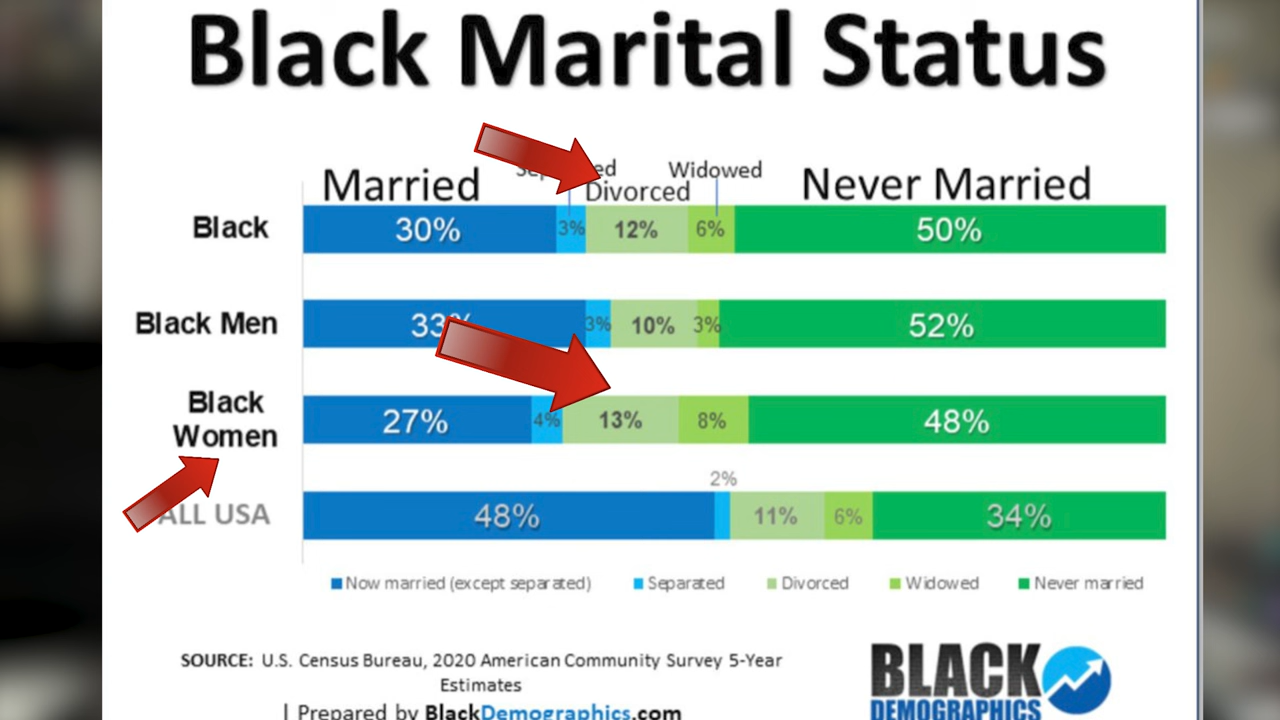 Black Marital Status
Widowed
Married
Divorced
Never Married
Black
30%
3%
12%
6%
50%
Black Men
3%
10%
3%
52%
Black
Women
27%
4%
13%
8%
48%
2%
ALL USA
48%
11%
6%
34%
Now married (except separated)
Separated
Divorced
Widowed
Never married
SOURCE: U.S. Census Bureau, 2020 American Community Survey 5-Year
Estimates
| Prepared by BlackDemographics.com
BLACK
DEMOGRAPHICS